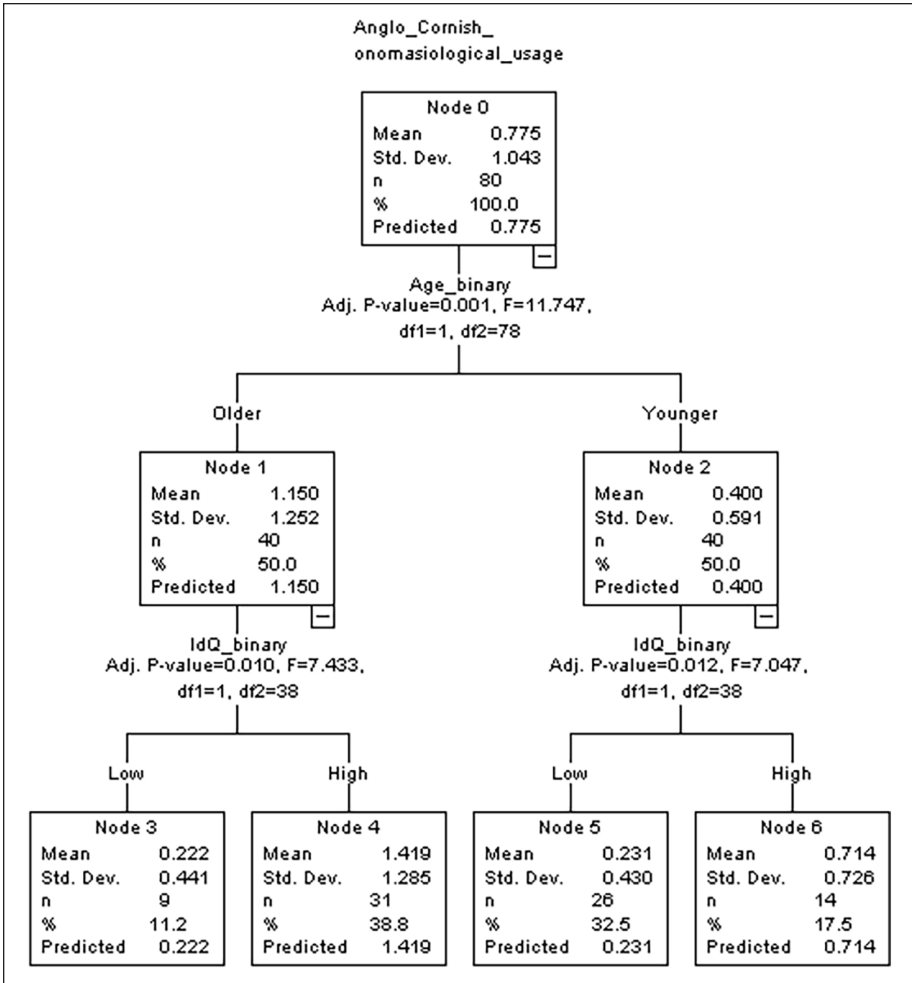 Anglo_Cornish_
onomasiological_usage
Node 0
Mean 0.775
Std. Dev. 1.043
n 80
% 100.0
Predicted 0.775
Age_binary
Adj. P-value=0.001, F=11.747,
df1=1, df2=78
Older
Younger
Node 1
Mean 1.150
Std. Dev. 1.252
n 40
% 50.0
Predicted 1.150
Node 2
Mean 0.400
Std. Dev. 0.591
n 40
% 50.0
Predicted 0.400
IdQ_binary
Adj. P-value=0.010, F=7.433,
df1=1, df2=38
IdQ_binary
Adj. P-value=0.012, F=7.047,
df1=1, df2=38
Low
High
Low
High
Node 3
Mean 0.222
Std. Dev. 0.441
n 9
% 11.2
Predicted 0.222
Node 4
Mean 1.419
Std. Dev. 1.285
n 31
% 38.8
Predicted 1.419
Node 5
Mean 0.231
Std. Dev. 0.430
n 26
% 32.5
Predicted 0.231
Node 6
Mean 0.714
Std. Dev. 0.726
n 14
% 17.5
Predicted 0.714